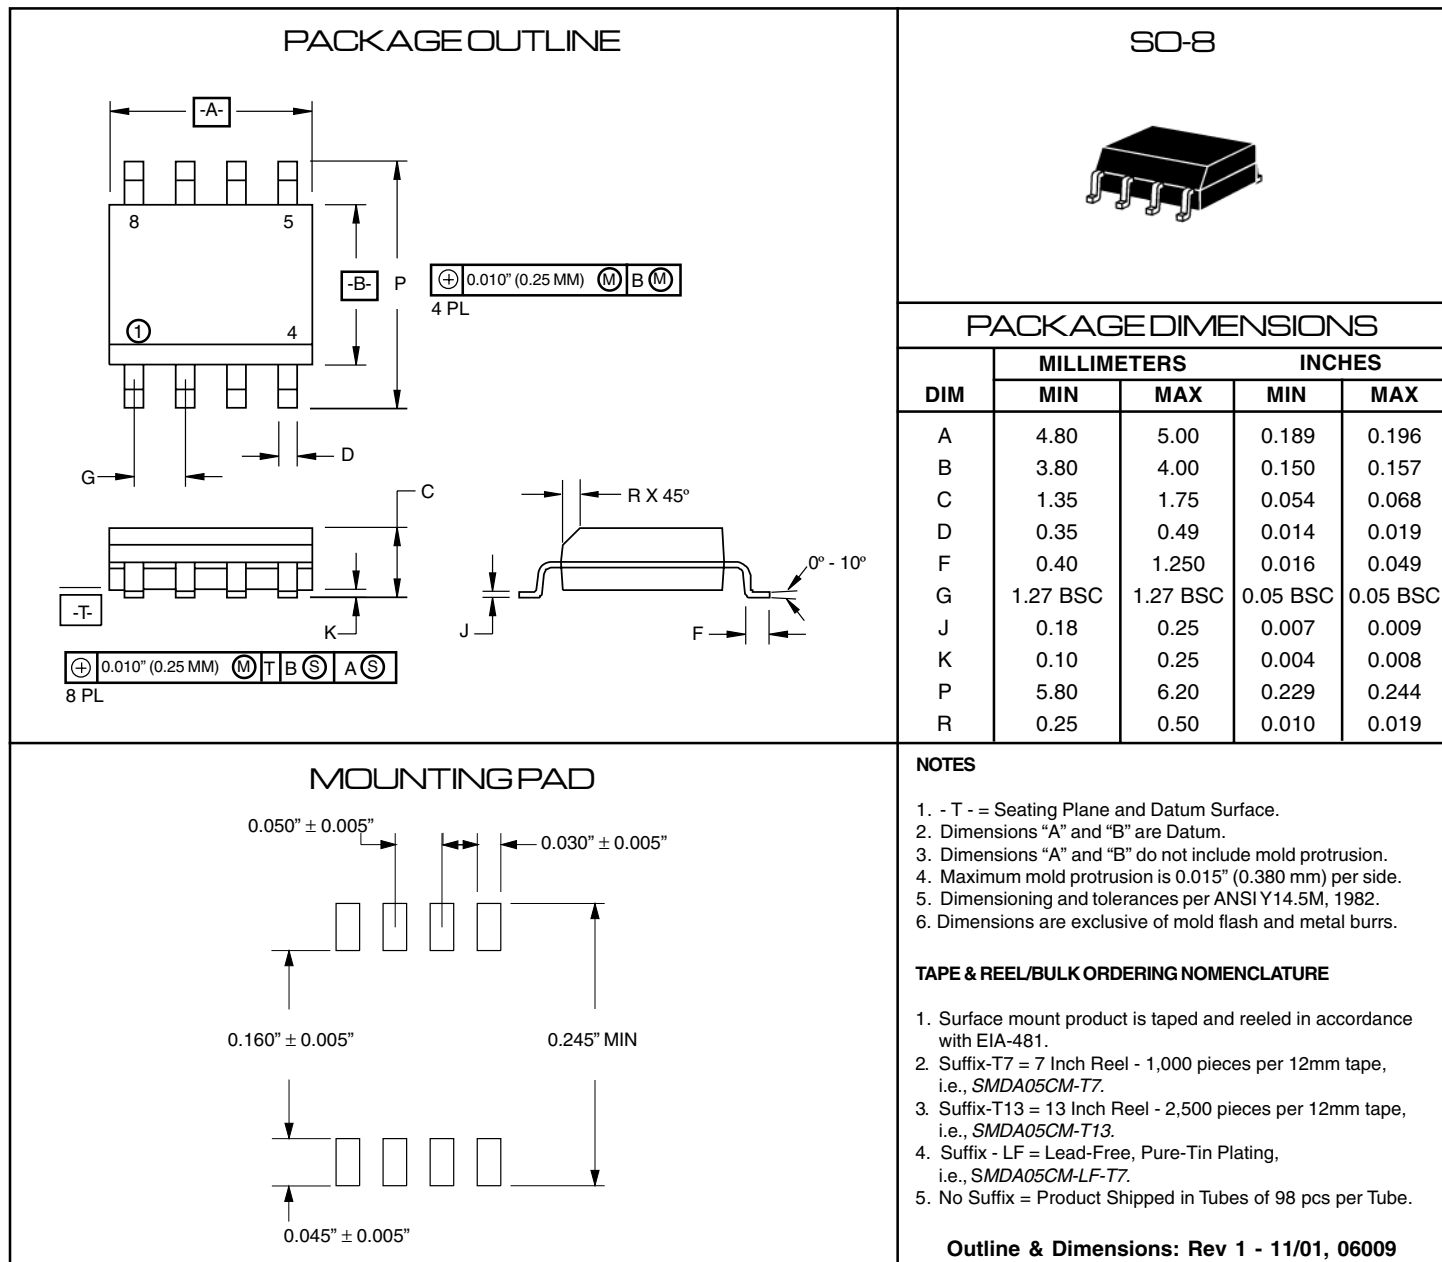 PACKAGE OUTLINE
-A-
8 5
-B- P
0.010” (0.25 MM) M B M
4 PL
1 4
D
G
C
R X 45º
0º - 10º
-T-
K
J
F
0.010” (0.25 MM) M T B S A S
8 PL
SO-8
PACKAGE DIMENSIONS
MILLIMETERS INCHES
DIM MIN MAX MIN MAX
A 4.80 5.00 0.189 0.196
B 3.80 4.00 0.150 0.157
C 1.35 1.75 0.054 0.068
D 0.35 0.49 0.014 0.019
F 0.40 1.250 0.016 0.049
G 1.27 BSC 1.27 BSC 0.05 BSC 0.05 BSC
J 0.18 0.25 0.007 0.009
K 0.10 0.25 0.004 0.008
P 5.80 6.20 0.229 0.244
R 0.25 0.50 0.010 0.019
MOUNTING PAD
0.050” ± 0.005”
0.030” ± 0.005”
0.160” ± 0.005”
0.245” MIN
0.045” ± 0.005”
NOTES
1. - T - = Seating Plane and Datum Surface.
2. Dimensions “A” and “B” are Datum.
3. Dimensions “A” and “B” do not include mold protrusion.
4. Maximum mold protrusion is 0.015” (0.380 mm) per side.
5. Dimensioning and tolerances per ANSI Y14.5M, 1982.
6. Dimensions are exclusive of mold flash and metal burrs.
TAPE & REEL/BULK ORDERING NOMENCLATURE
1. Surface mount product is taped and reeled in accordance
with EIA-481.
2. Suffix-T7 = 7 Inch Reel - 1,000 pieces per 12mm tape,
i.e., SMDA05CM-T7.
3. Suffix-T13 = 13 Inch Reel - 2,500 pieces per 12mm tape,
i.e., SMDA05CM-T13.
4. Suffix - LF = Lead-Free, Pure-Tin Plating,
i.e., SMDA05CM-LF-T7.
5. No Suffix = Product Shipped in Tubes of 98 pcs per Tube.
Outline & Dimensions: Rev 1 - 11/01, 06009